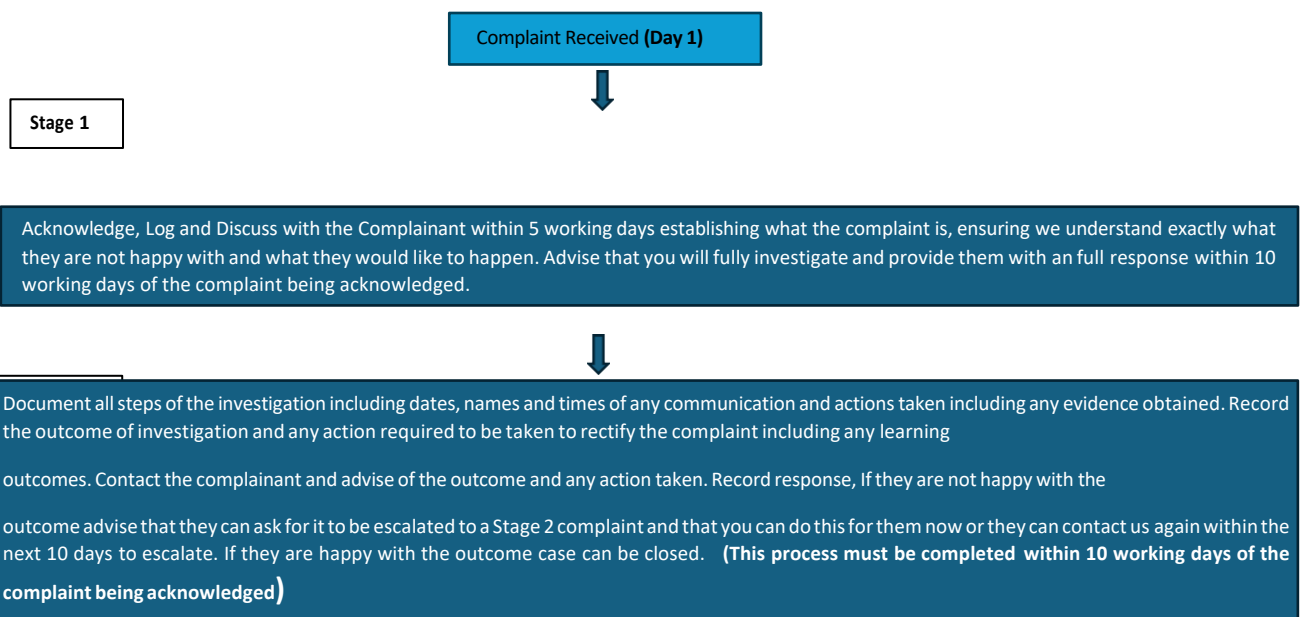 Complaint Received (Day 1)
Stage 1
Acknowledge, Log and Discuss with the Complainant within 5 working days establishing what the complaint is, ensuring we understand exactly what
they are not happy with and what they would like to happen. Advise that you will fully investigate and provide them with an full response within 10
working days of the complaint being acknowledged.
Document all steps of the investigation including dates, names and times of any communication and actions taken including any evidence obtained. Record
the outcome of investigation and any action required to be taken to rectify the complaint including any learning
outcomes. Contact the complainant and advise of the outcome and any action taken. Record response, If they are not happy with the
outcome advise that they can ask for it to be escalated to a Stage 2 complaint and that you can do this for them now or they can contact us again within the
next 10 days to escalate. If they are happy with the outcome case can be closed. (This process must be completed within 10 working days of the
complaint being acknowledged)